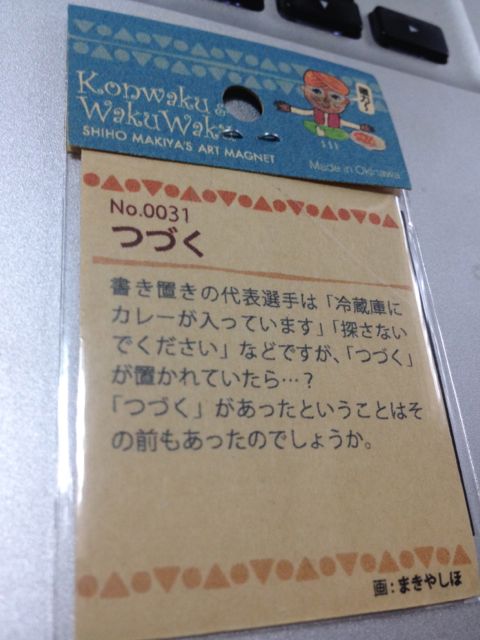 Konwaku &
WakuWaku
SHIHO MAKIYA'S ART MAGNET
Made in Okinawa
No.0031
つづく
書き置きの代表選手は「冷蔵庫に
カレーが入っています」「探さない
でください」などですが、「つづく」
が置かれていたら…？
「つづく」があったということはそ
の前もあったのでしょうか。
画：まきやしほ